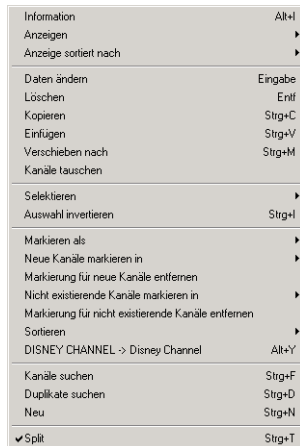 Information Alt+I
Anzeigen
Anzeige sortiert nach
Daten ändern Eingabe
Löschen Entf
Kopieren Strg+C
Einfügen Strg+V
Verschieben nach Strg+M
Kanäle tauschen
Selektieren
Auswahl invertieren Strg+I
Markieren als
Neue Kanäle markieren in
Markierung für neue Kanäle entfernen
Nicht existierende Kanäle markieren in
Markierung für nicht existierende Kanäle entfernen
Sortieren
DISNEY CHANNEL -> Disney Channel Alt+Y
Kanäle suchen Strg+F
Duplikate suchen Strg+D
Neu Strg+N
Split Strg+T